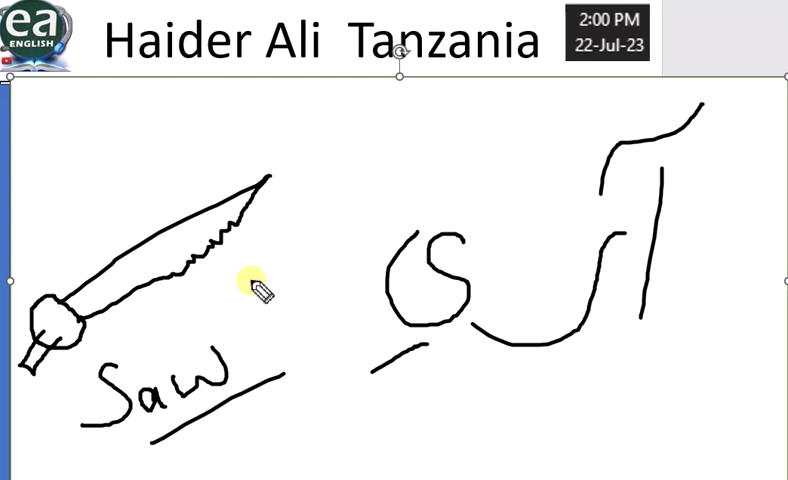 ea
ENGLISH
Haider Ali Tanzania
2:00 PM
22-Jul-23
آری
Saw